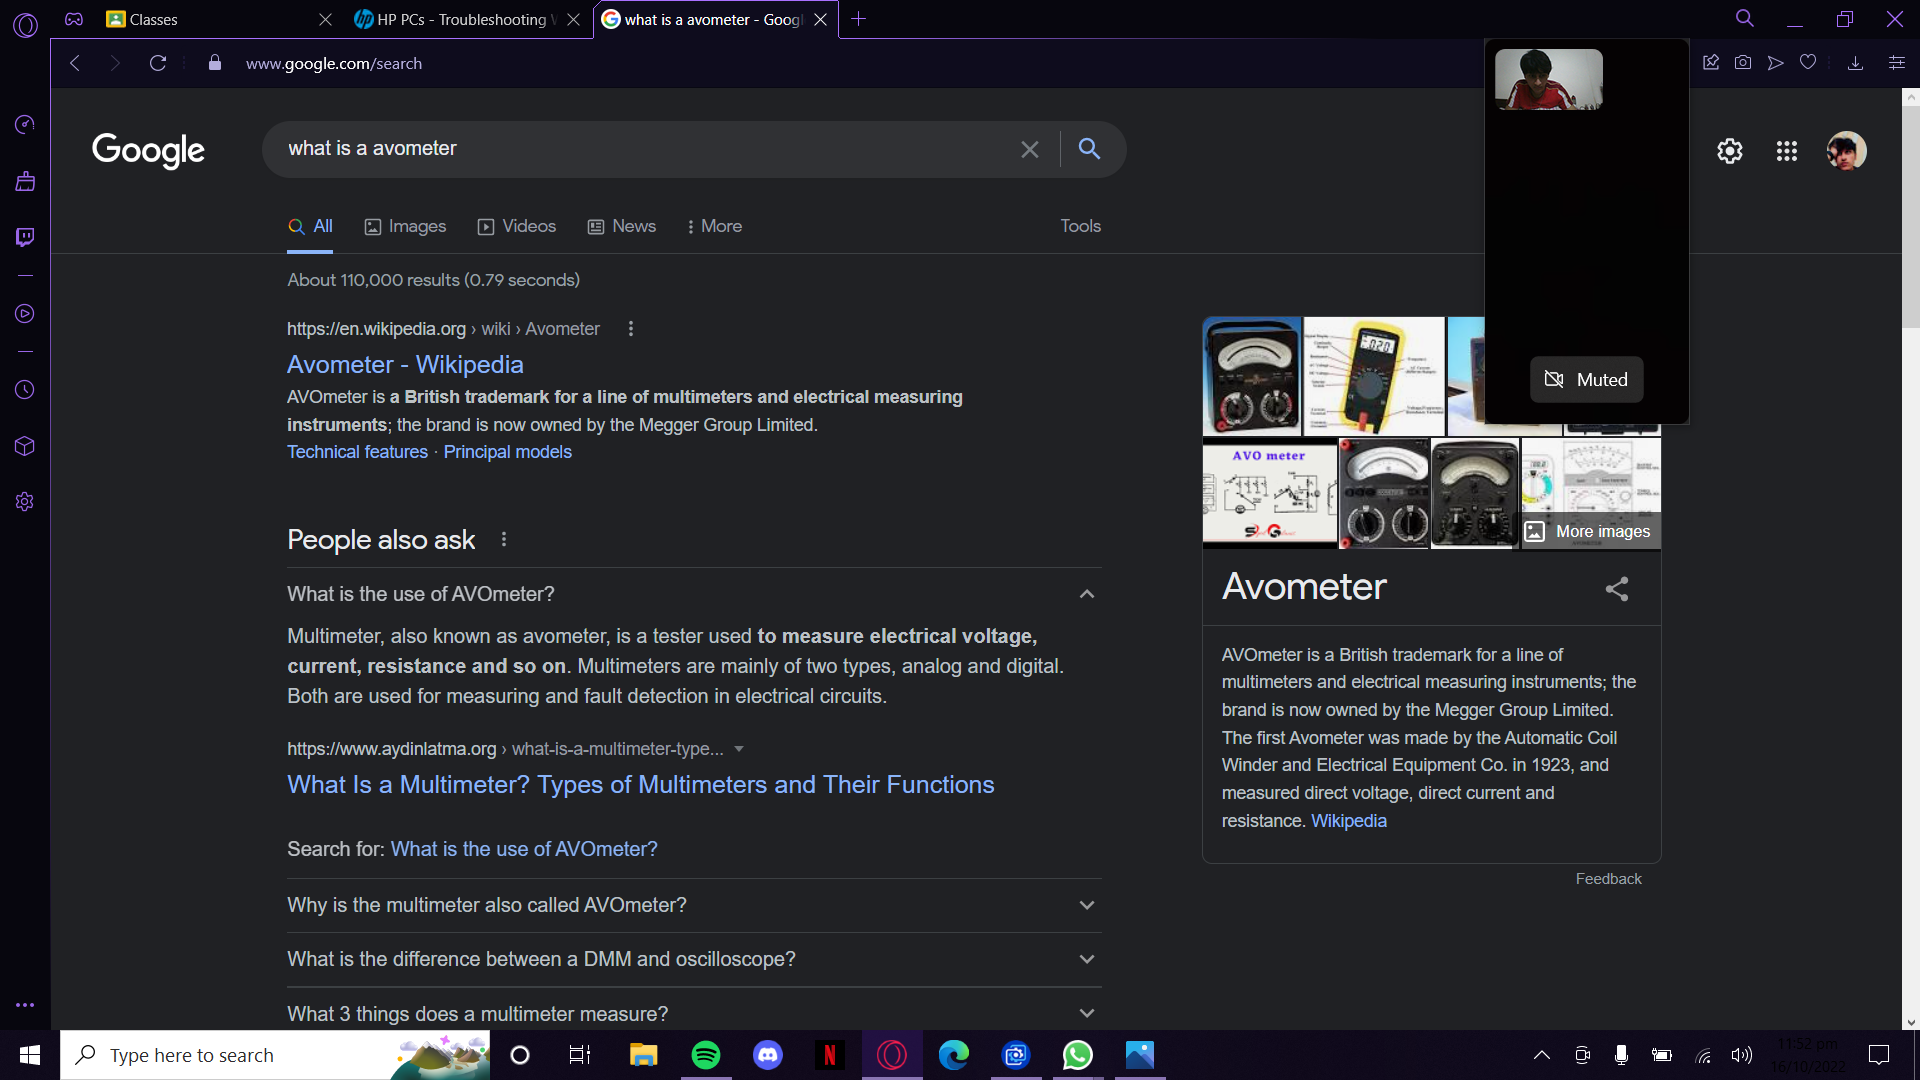 Classes
HP PCs - Troubleshooting
what is a avometer - Goog
www.google.com/search
Google
what is a avometer
All
Images
Videos
News
More
Tools
About 110,000 results (0.79 seconds)
https://en.wikipedia.org › wiki › Avometer
Avometer - Wikipedia
AVOmeter is a British trademark for a line of multimeters and electrical measuring
instruments; the brand is now owned by the Megger Group Limited.
Technical features · Principal models
People also ask
What is the use of AVOmeter?
Multimeter, also known as avometer, is a tester used to measure electrical voltage,
current, resistance and so on. Multimeters are mainly of two types, analog and digital.
Both are used for measuring and fault detection in electrical circuits.
https://www.aydinlatma.org › what-is-a-multimeter-type...
What Is a Multimeter? Types of Multimeters and Their Functions
Search for: What is the use of AVOmeter?
Why is the multimeter also called AVOmeter?
What is the difference between a DMM and oscilloscope?
What 3 things does a multimeter measure?
Muted
AVO meter
More images
Avometer
AVOmeter is a British trademark for a line of
multimeters and electrical measuring instruments; the
brand is now owned by the Megger Group Limited.
The first Avometer was made by the Automatic Coil
Winder and Electrical Equipment Co. in 1923, and
measured direct voltage, direct current and
resistance. Wikipedia
Feedback
Type here to search
11:52 pm
16/10/2022